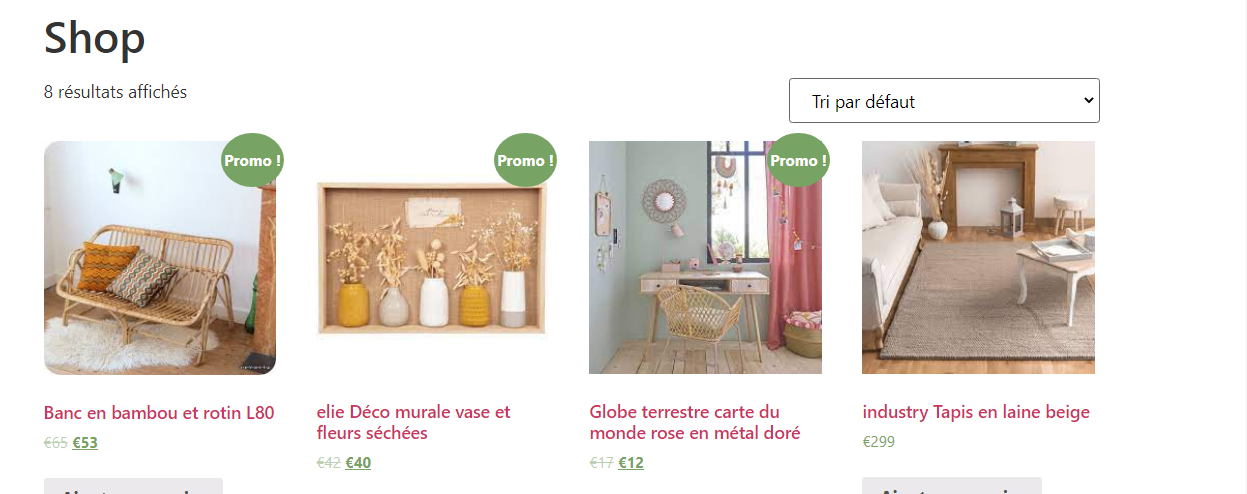 Shop
8 résultats affichés
Tri par défaut
Promo !
Promo !
Promo !
Banc en bambou et rotin L80
€65 €53
elie Déco murale vase et
fleurs séchées
€42 €40
Globe terrestre carte du
monde rose en métal doré
€17 €12
industry Tapis en laine beige
€299